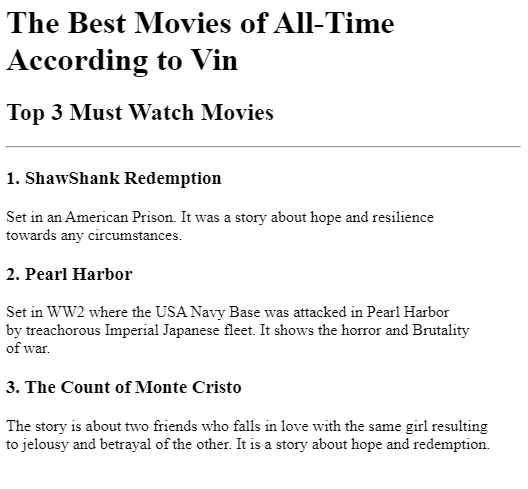 The Best Movies of All-Time
According to Vin
Top 3 Must Watch Movies
1. ShawShank Redemption
Set in an American Prison. It was a story about hope and resilience
towards any circumstances.
2. Pearl Harbor
Set in WW2 where the USA Navy Base was attacked in Pearl Harbor
by treachorous Imperial Japanese fleet. It shows the horror and Brutality
of war.
3. The Count of Monte Cristo
The story is about two friends who falls in love with the same girl resulting
to jelousy and betrayal of the other. It is a story about hope and redemption.